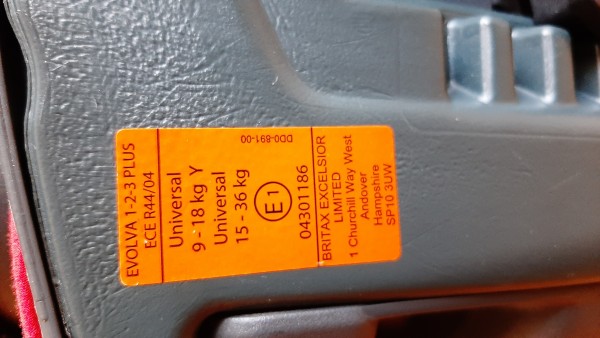 EVOLVA 1-2-3 PLUS
ECE R44/04
Universal
9 - 18 kg Y
Universal
15 - 36 kg
E 1
04301186
DD0-891-00
BRITAX EXCELSIOR
LIMITED
1 Churchill Way West
Andover
Hampshire
SP10 3UW